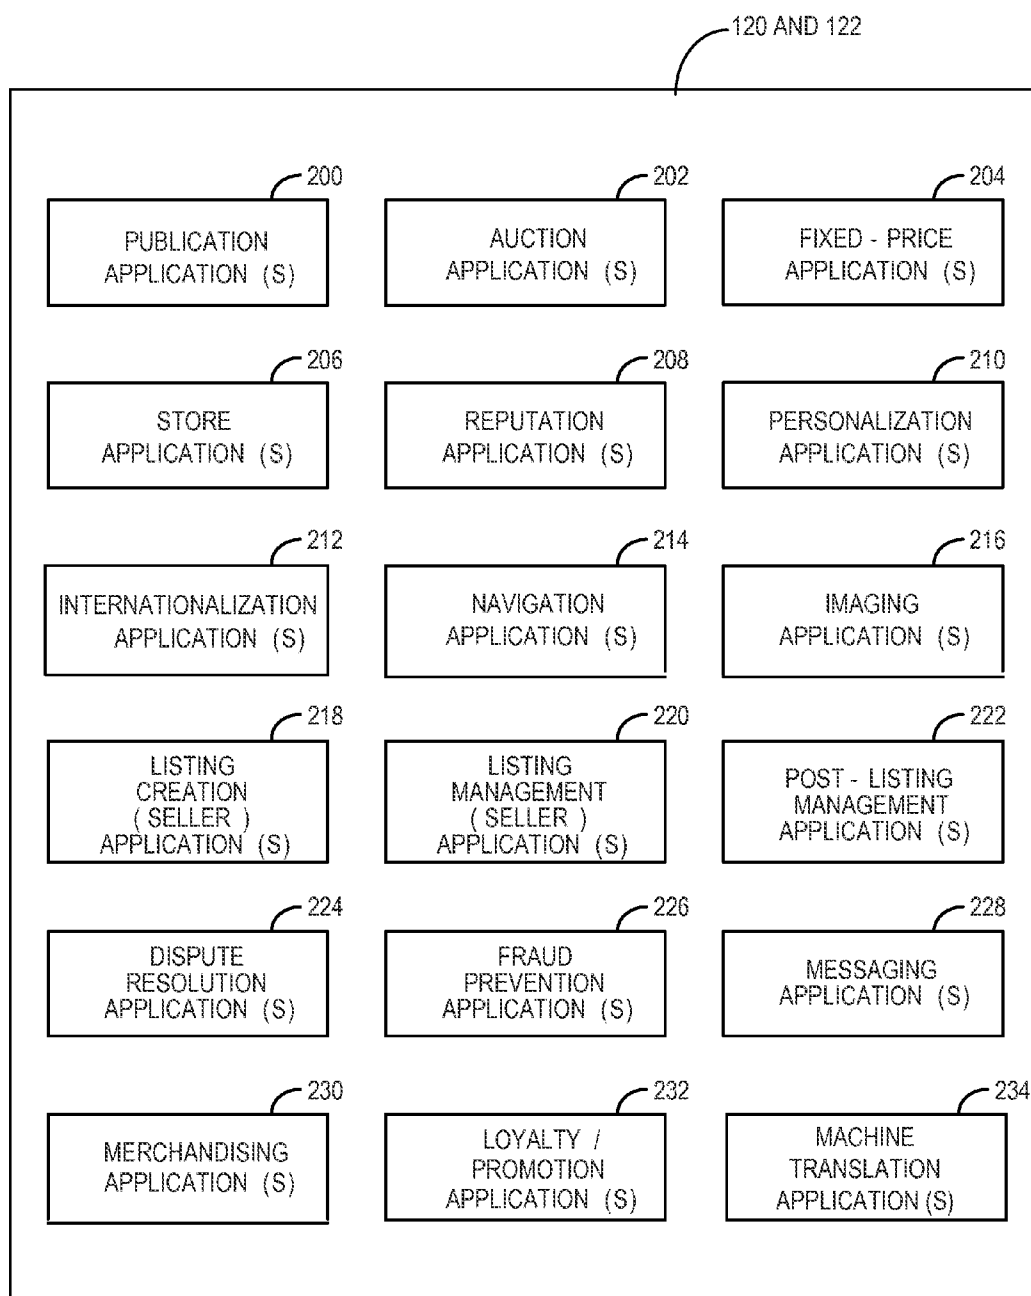 120 AND 122
200
PUBLICATION
APPLICATION (S)
202
AUCTION
APPLICATION (S)
204
FIXED - PRICE
APPLICATION (S)
206
STORE
APPLICATION (S)
208
REPUTATION
APPLICATION (S)
210
PERSONALIZATION
APPLICATION (S)
212
INTERNATIONALIZATION
APPLICATION (S)
214
NAVIGATION
APPLICATION (S)
216
IMAGING
APPLICATION (S)
218
LISTING
CREATION
( SELLER )
APPLICATION (S)
220
LISTING
MANAGEMENT
( SELLER )
APPLICATION (S)
222
POST - LISTING
MANAGEMENT
APPLICATION (S)
224
DISPUTE
RESOLUTION
APPLICATION (S)
226
FRAUD
PREVENTION
APPLICATION (S)
228
MESSAGING
APPLICATION (S)
230
MERCHANDISING
APPLICATION (S)
232
LOYALTY /
PROMOTION
APPLICATION (S)
234
MACHINE
TRANSLATION
APPLICATION (S)